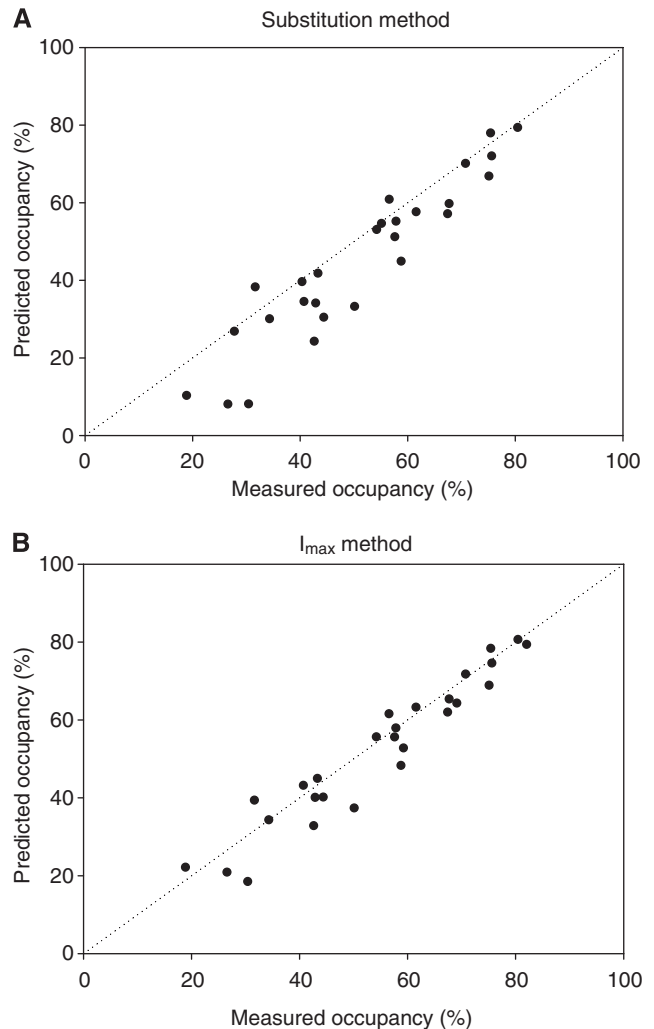 A
Substitution method
100
80
60
40
20
0
Predicted occupancy (%)
0 20 40 60 80 100
Measured occupancy (%)
B
Imax method
100
80
60
40
20
0
Predicted occupancy (%)
0 20 40 60 80 100
Measured occupancy (%)